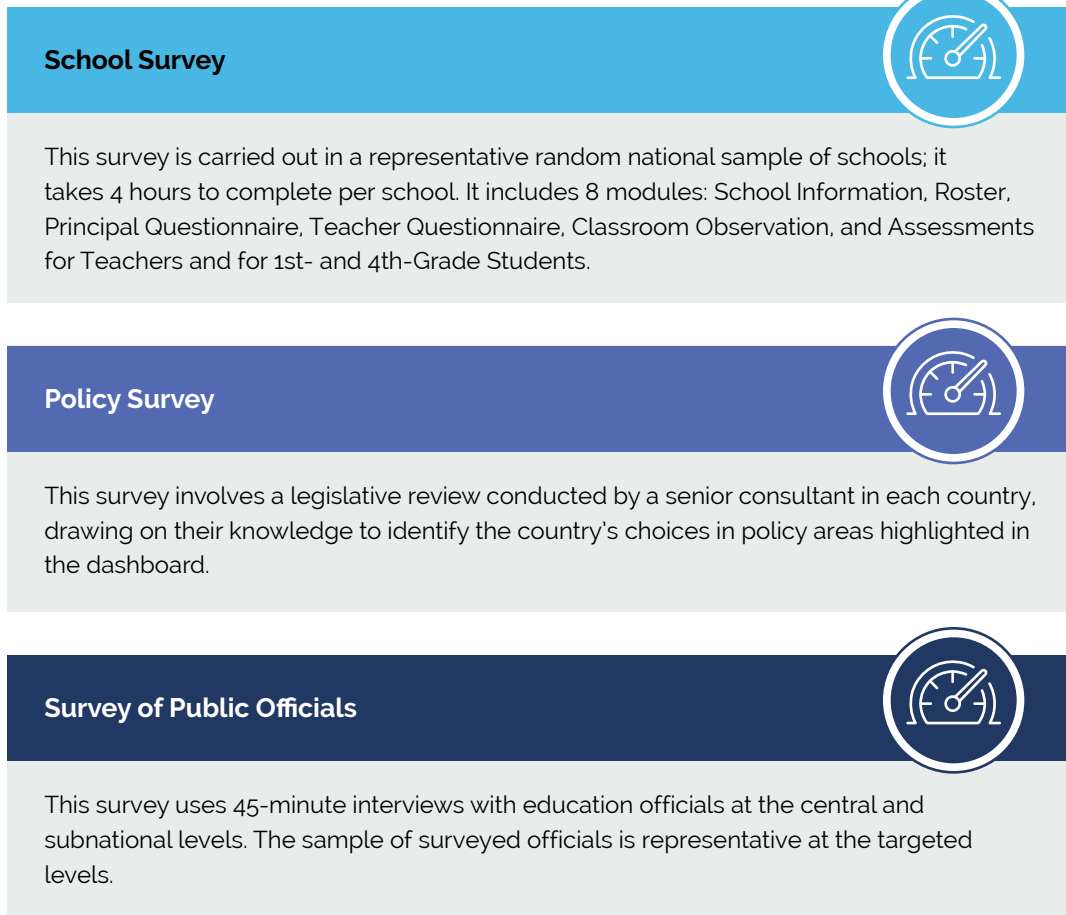 School Survey
This survey is carried out in a representative random national sample of schools; it
takes 4 hours to complete per school. It includes 8 modules: School Information, Roster,
Principal Questionnaire, Teacher Questionnaire, Classroom Observation, and Assessments
for Teachers and for 1st- and 4th-Grade Students.
Policy Survey
This survey involves a legislative review conducted by a senior consultant in each country,
drawing on their knowledge to identify the country's choices in policy areas highlighted in
the dashboard.
Survey of Public Officials
This survey uses 45-minute interviews with education officials at the central and
subnational levels. The sample of surveyed officials is representative at the targeted
levels.